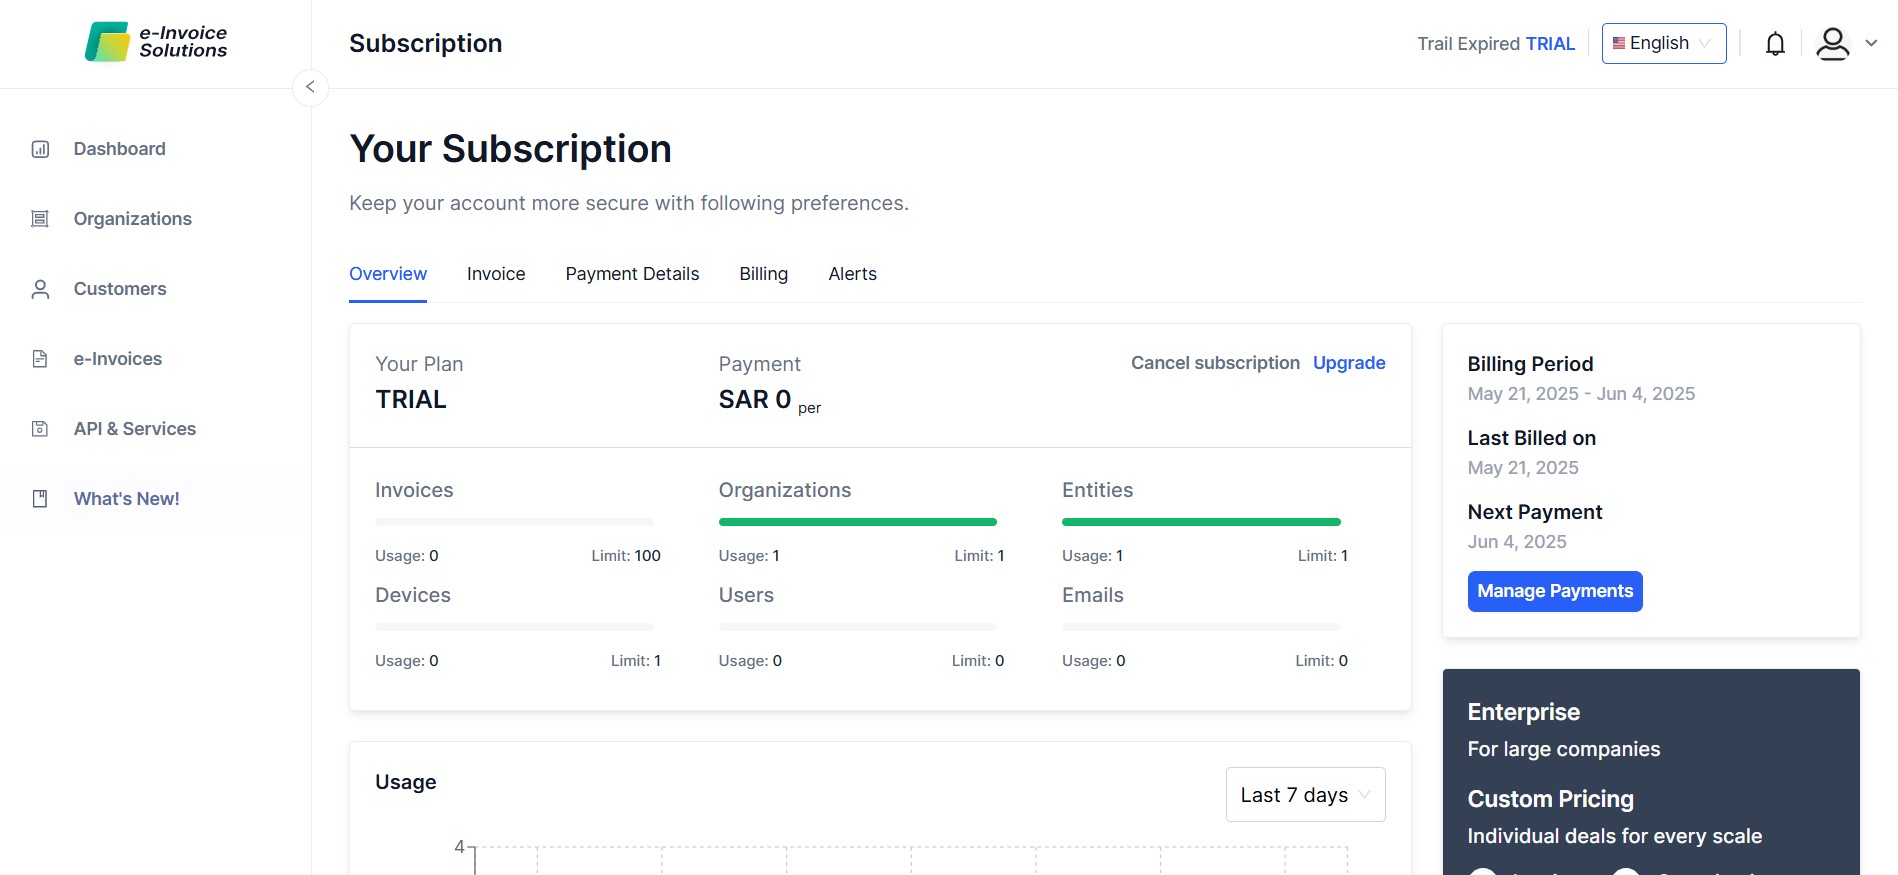 e-Invoice
Solutions
Subscription
Trail Expired TRIAL
English
Dashboard
Organizations
Customers
e-Invoices
API & Services
What's New!
Your Subscription
Keep your account more secure with following preferences.
Overview Invoice Payment Details Billing Alerts
Your Plan
TRIAL
Payment
SAR 0 per
Cancel subscription Upgrade
Invoices
Usage: 0 Limit: 100
Organizations
Usage: 1 Limit: 1
Entities
Usage: 1 Limit: 1
Devices
Usage: 0 Limit: 1
Users
Usage: 0 Limit: 0
Emails
Usage: 0 Limit: 0
Usage
Last 7 days
4
Billing Period
May 21, 2025 - Jun 4, 2025
Last Billed on
May 21, 2025
Next Payment
Jun 4, 2025
Manage Payments
Enterprise
For large companies
Custom Pricing
Individual deals for every scale